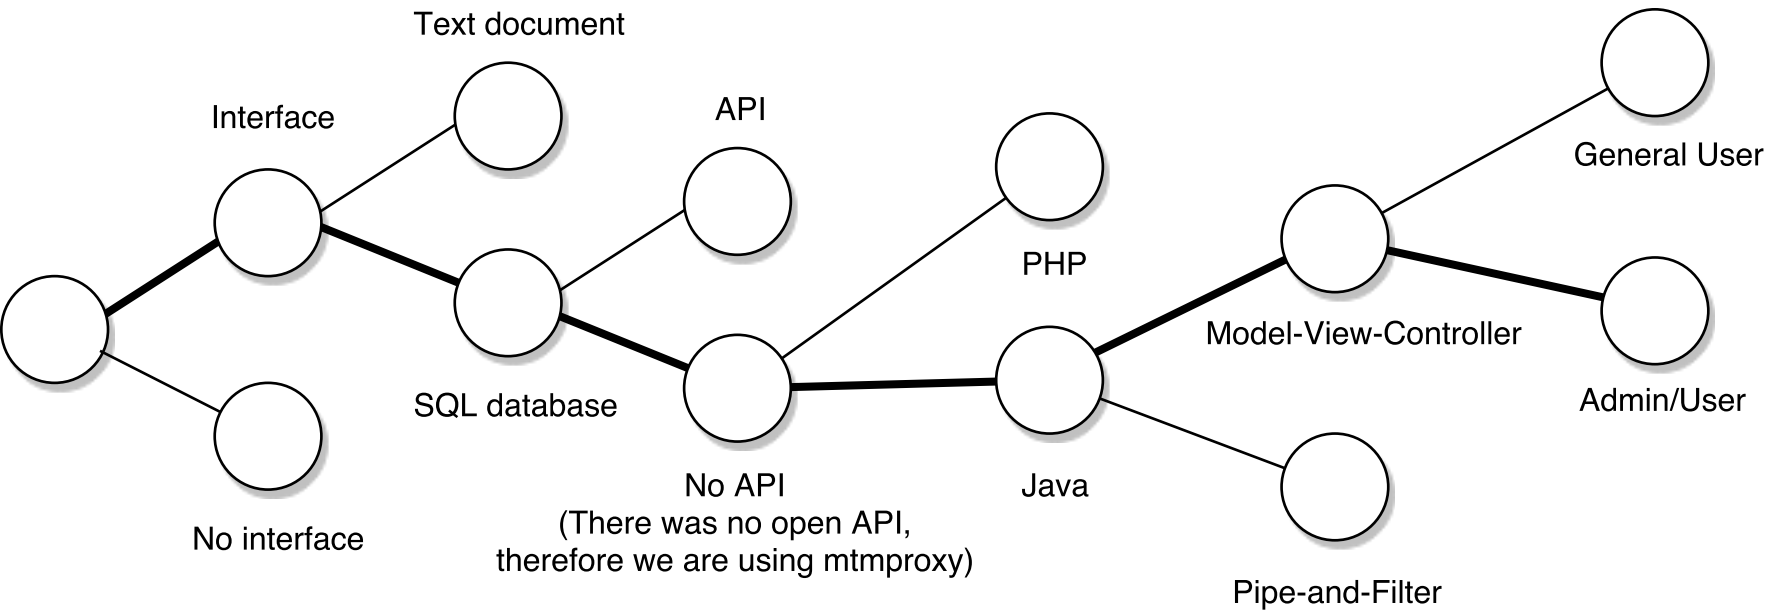 Text document
Interface
API
General User
PHP
Model-View-Controller
Admin/User
SQL database
No API
(There was no open API,
therefore we are using mtmproxy)
Java
No interface
Pipe-and-Filter